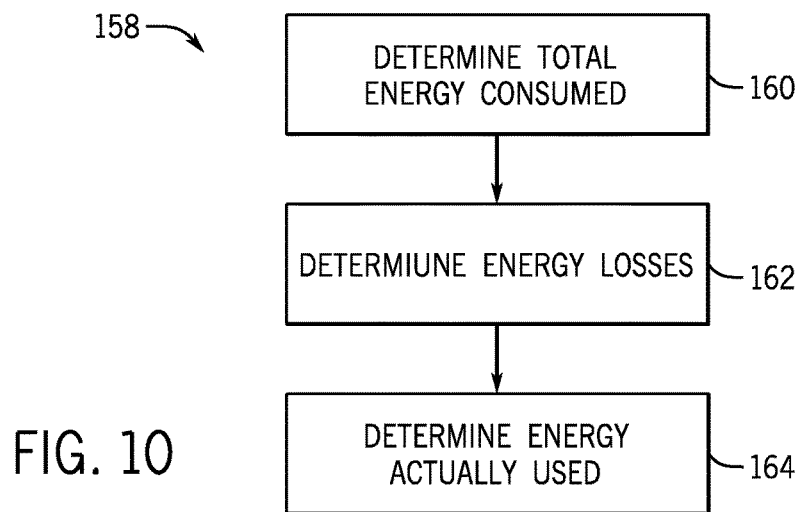 158
DETERMINE TOTAL
ENERGY CONSUMED
160
DETERMIUNE ENERGY LOSSES
162
DETERMINE ENERGY
ACTUALLY USED
164
FIG. 10